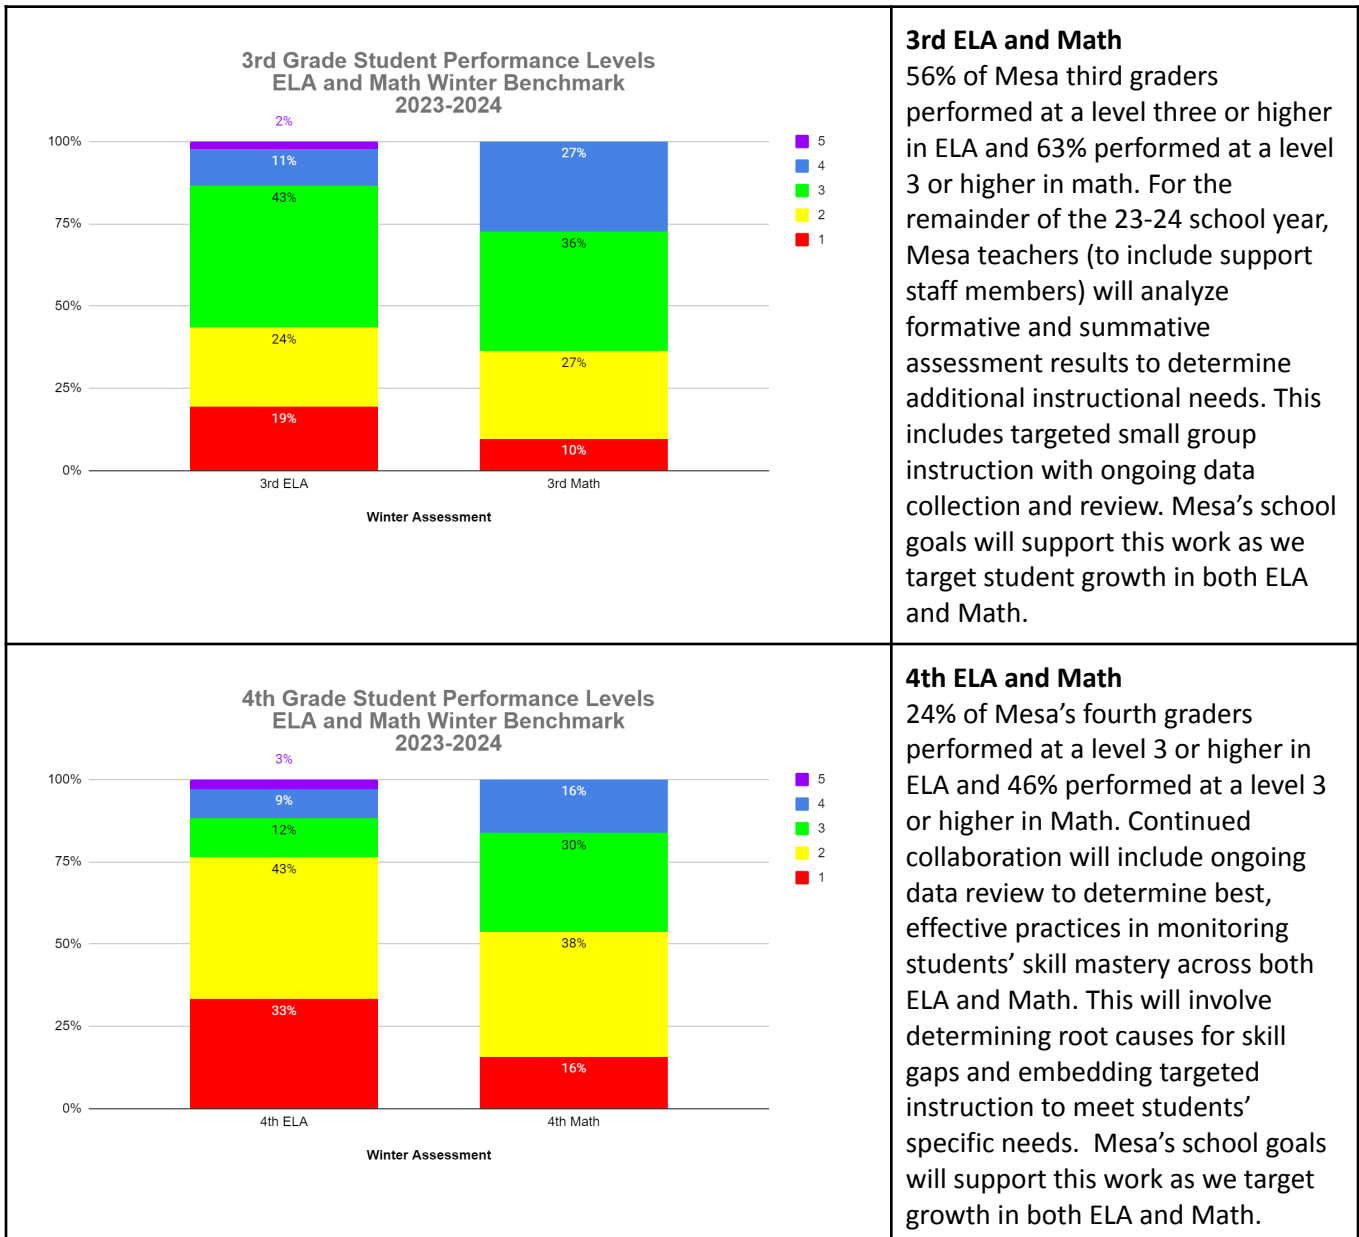 3rd Grade Student Performance Levels
ELA and Math Winter Benchmark
2023-2024
2%
100%
75%
50%
25%
0%
11%
43%
24%
19%
27%
36%
27%
10%
5
4
3
2
1
3rd ELA
3rd Math
Winter Assessment
3rd ELA and Math
56% of Mesa third graders
performed at a level three or higher
in ELA and 63% performed at a level
3 or higher in math. For the
remainder of the 23-24 school year,
Mesa teachers (to include support
staff members) will analyze
formative and summative
assessment results to determine
additional instructional needs. This
includes targeted small group
instruction with ongoing data
collection and review. Mesa’s school
goals will support this work as we
target student growth in both ELA
and Math.
4th Grade Student Performance Levels
ELA and Math Winter Benchmark
2023-2024
3%
100%
75%
50%
25%
0%
9%
12%
43%
33%
16%
30%
38%
16%
5
4
3
2
1
4th ELA
4th Math
Winter Assessment
4th ELA and Math
24% of Mesa’s fourth graders
performed at a level 3 or higher in
ELA and 46% performed at a level 3
or higher in Math. Continued
collaboration will include ongoing
data review to determine best,
effective practices in monitoring
students’ skill mastery across both
ELA and Math. This will involve
determining root causes for skill
gaps and embedding targeted
instruction to meet students’
specific needs.  Mesa’s school goals
will support this work as we target
growth in both ELA and Math.